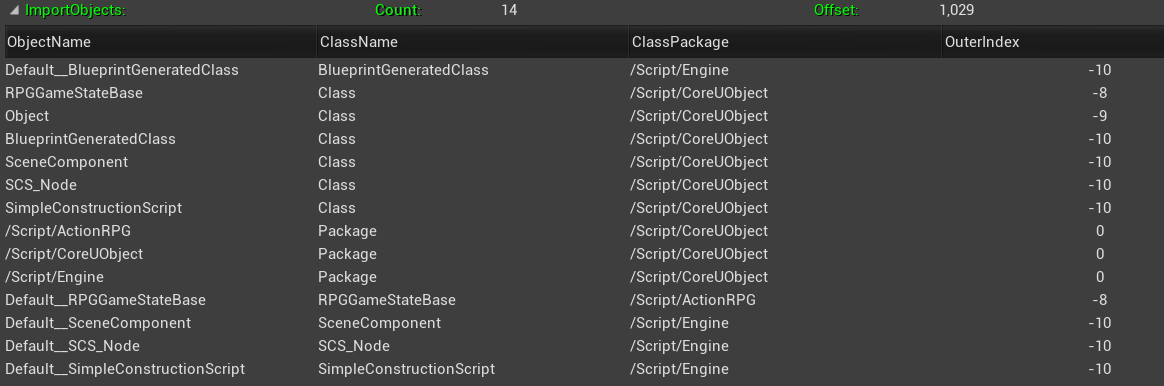 ImportObjects: Count: 14 Offset: 1,029
ObjectName ClassName ClassPackage OuterIndex
Default__BlueprintGeneratedClass BlueprintGeneratedClass /Script/Engine -10
RPGGameStateBase Class /Script/CoreUObject -8
Object Class /Script/CoreUObject -9
BlueprintGeneratedClass Class /Script/CoreUObject -10
SceneComponent Class /Script/CoreUObject -10
SCS_Node Class /Script/CoreUObject -10
SimpleConstructionScript Class /Script/CoreUObject -10
/Script/ActionRPG Package /Script/CoreUObject 0
/Script/CoreUObject Package /Script/CoreUObject 0
/Script/Engine Package /Script/CoreUObject 0
Default__RPGGameStateBase RPGGameStateBase /Script/ActionRPG -8
Default__SceneComponent SceneComponent /Script/Engine -10
Default__SCS_Node SCS_Node /Script/Engine -10
Default__SimpleConstructionScript SimpleConstructionScript /Script/Engine -10